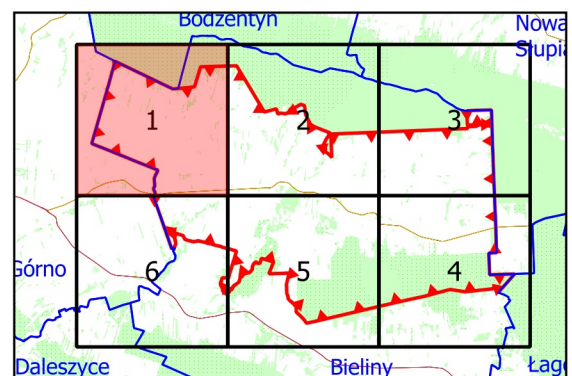 Bodzentyn
Nowa
Słupia
1
2
3
Górno
6
5
4
Daleszyce
Bieliny
Łag